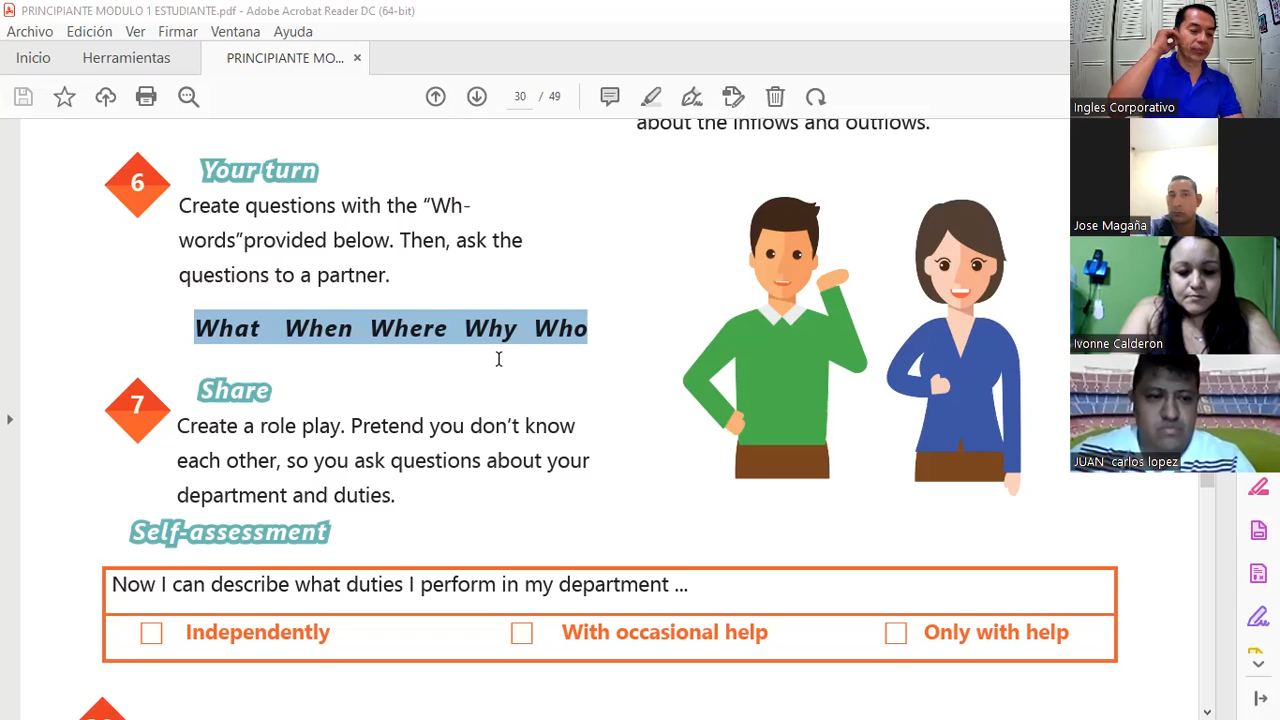 PRINCIPIANTE MODULO 1 ESTUDIANTE.pdf - Adobe Acrobat Reader DC (64-bit)
Archivo Edición Ver Firmar Ventana Ayuda
Inicio Herramientas PRINCIPIANTE MO... ×
30 / 49
about the inflows and outflows.
6 Your turn
Create questions with the “Wh-
words”provided below. Then, ask the
questions to a partner.
What When Where Why Who
7 Share
Create a role play. Pretend you don’t know
each other, so you ask questions about your
department and duties.
Self-assessment
Now I can describe what duties I perform in my department ...
Independently With occasional help Only with help
Ingles Corporativo
Jose Magaña
Ivonne Calderon
JUAN carlos lopez